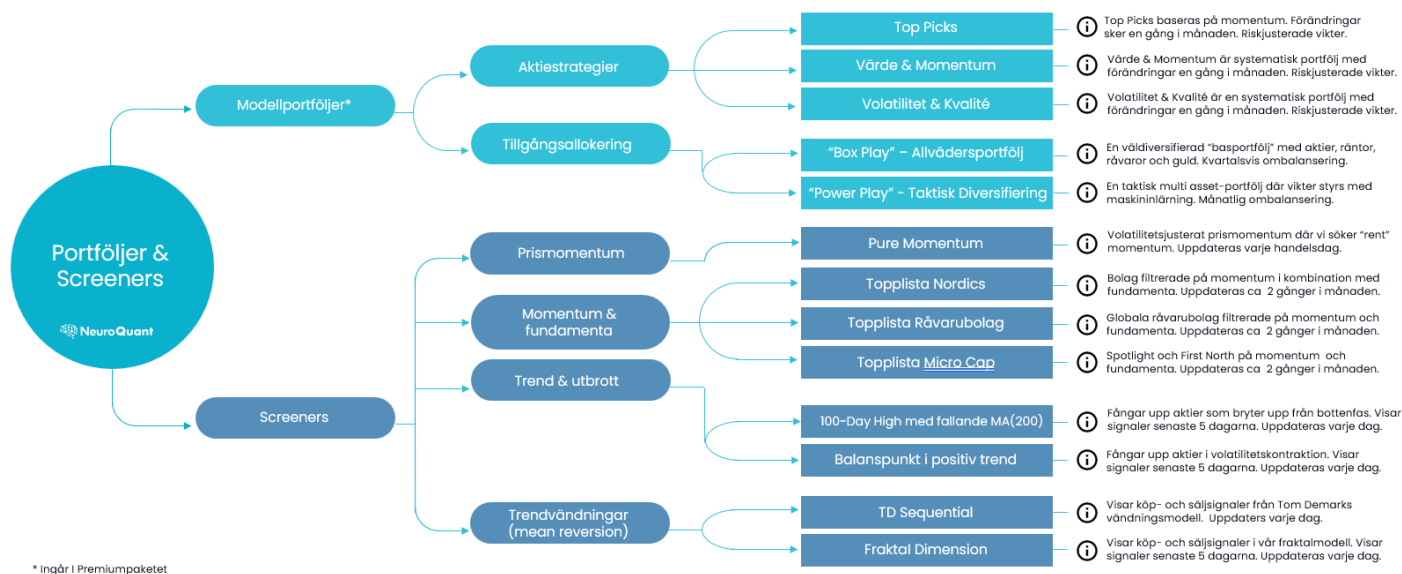 Portföljer &
Screeners
NeuroQuant
Modellportföljer*
Aktiestrategier
Top Picks
Top Picks baseras på momentum. Förändringar
sker en gång i månaden. Riskjusterade vikter.
Värde & Momentum
Värde & Momentum är systematisk portfölj med
förändringar en gång i månaden. Riskjusterade vikter.
Volatilitet & Kvalité
Volatilitet & Kvalité är en systematisk portfölj med
förändringar en gång i månaden. Riskjusterade vikter.
Tillgångsallokering
“Box Play” – Allvädersportfölj
En väldiversifierad “basportfölj” med aktier, räntor,
råvaror och guld. Kvartalsvis ombalansering.
“Power Play” - Taktisk Diversifiering
En taktisk multi asset-portfölj där vikter styrs med
maskininlärning. Månatlig ombalansering.
Screeners
Prismomentum
Pure Momentum
Volatilitetsjusterat prismomentum där vi söker “rent”
momentum. Uppdateras varje handelsdag.
Momentum &
fundamenta
Topplista Nordics
Bolag filtrerade på momentum i kombination med
fundamenta. Uppdateras ca 2 gånger i månaden.
Topplista Råvarubolag
Globala råvarubolag filtrerade på momentum och
fundamenta. Uppdateras ca 2 gånger i månaden.
Topplista Micro Cap
Spotlight och First North på momentum och
fundamenta. Uppdateras ca 2 gånger i månaden.
Trend & utbrott
100-Day High med fallande MA(200)
Fångar upp aktier som bryter upp från bottenfas. Visar
signaler senaste 5 dagarna. Uppdateras varje dag.
Balanspunkt i positiv trend
Fångar upp aktier i volatilitetskontraktion. Visar
signaler senaste 5 dagarna. Uppdateras varje dag.
Trendvändningar
(mean reversion)
TD Sequential
Visar köp- och säljsignaler från Tom Demarks
vändningsmodell. Uppdaters varje dag.
Fraktal Dimension
Visar köp- och säljsignaler i vår fraktalmodell. Visar
signaler senaste 5 dagarna. Uppdateras varje dag.
* Ingår I Premiumpaketet